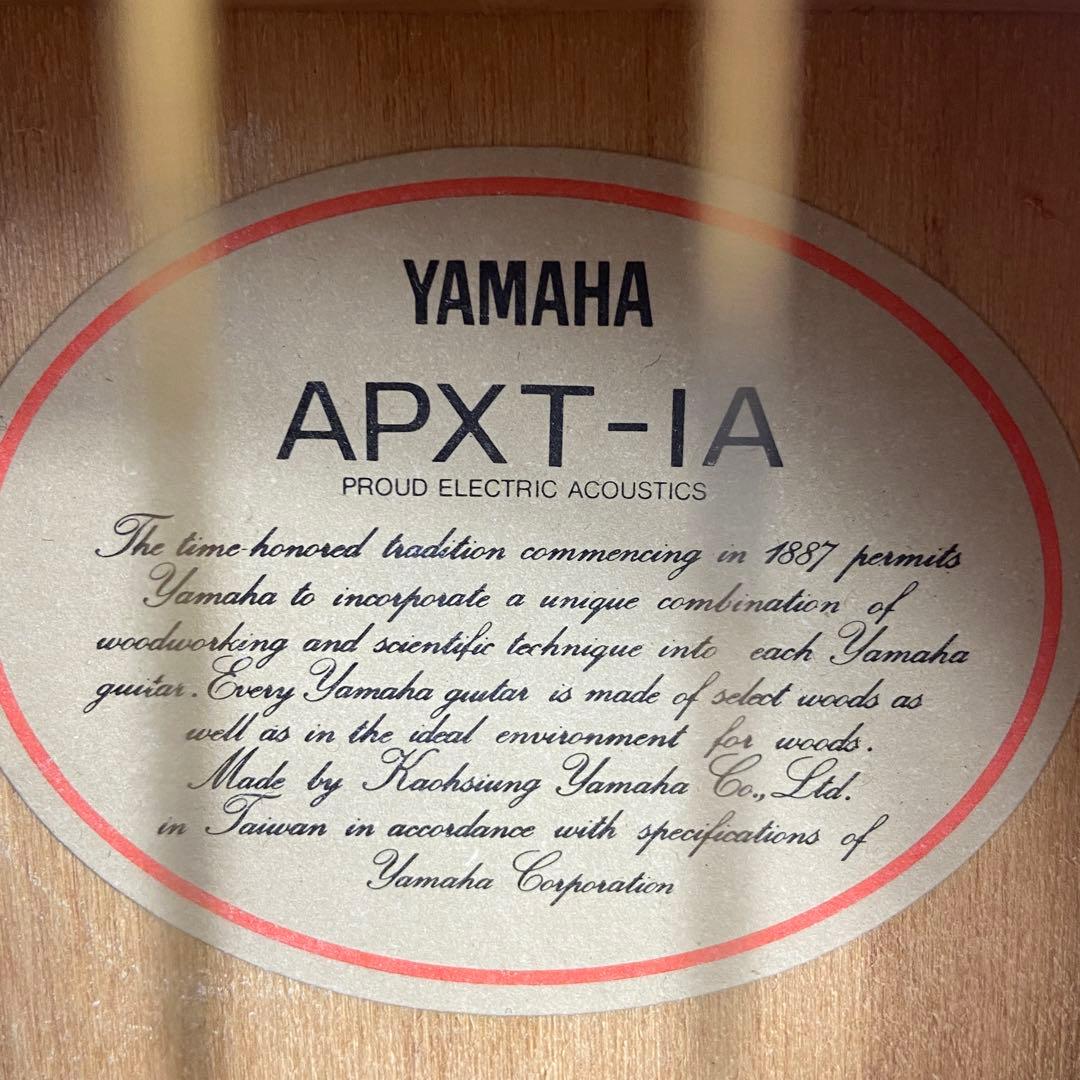 YAMAHA
APXT-1A
PROUD ELECTRIC ACOUSTICS
The time-honored tradition commencing in 1887 permits
Yamaha to incorporate a unique combination of
woodworking and scientific technique into each Yamaha
guitar. Every Yamaha guitar is made of select woods as
well as in the ideal environment for woods.
Made by Kaohsiung Yamaha Co., Ltd.
in Taiwan in accordance with specifications of
Yamaha Corporation